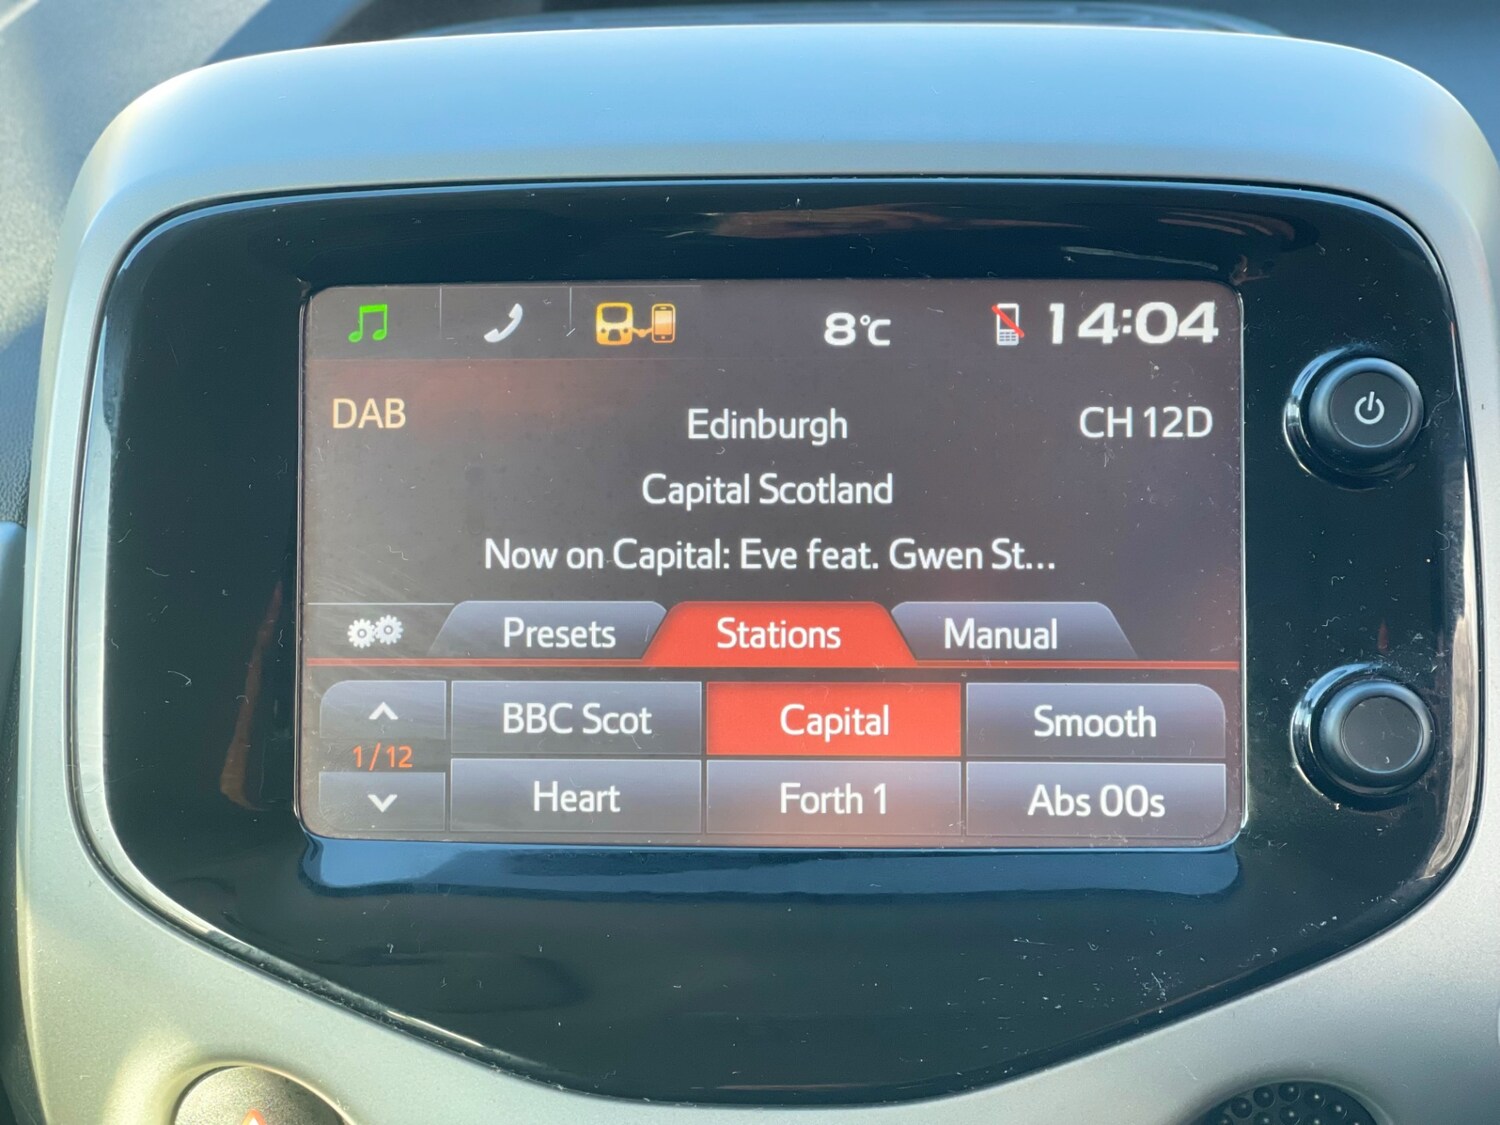 8°C 14:04
DAB Edinburgh CH 12D
Capital Scotland
Now on Capital: Eve feat. Gwen St...
Presets Stations Manual
1/12
BBC Scot Capital Smooth
Heart Forth 1 Abs 00s